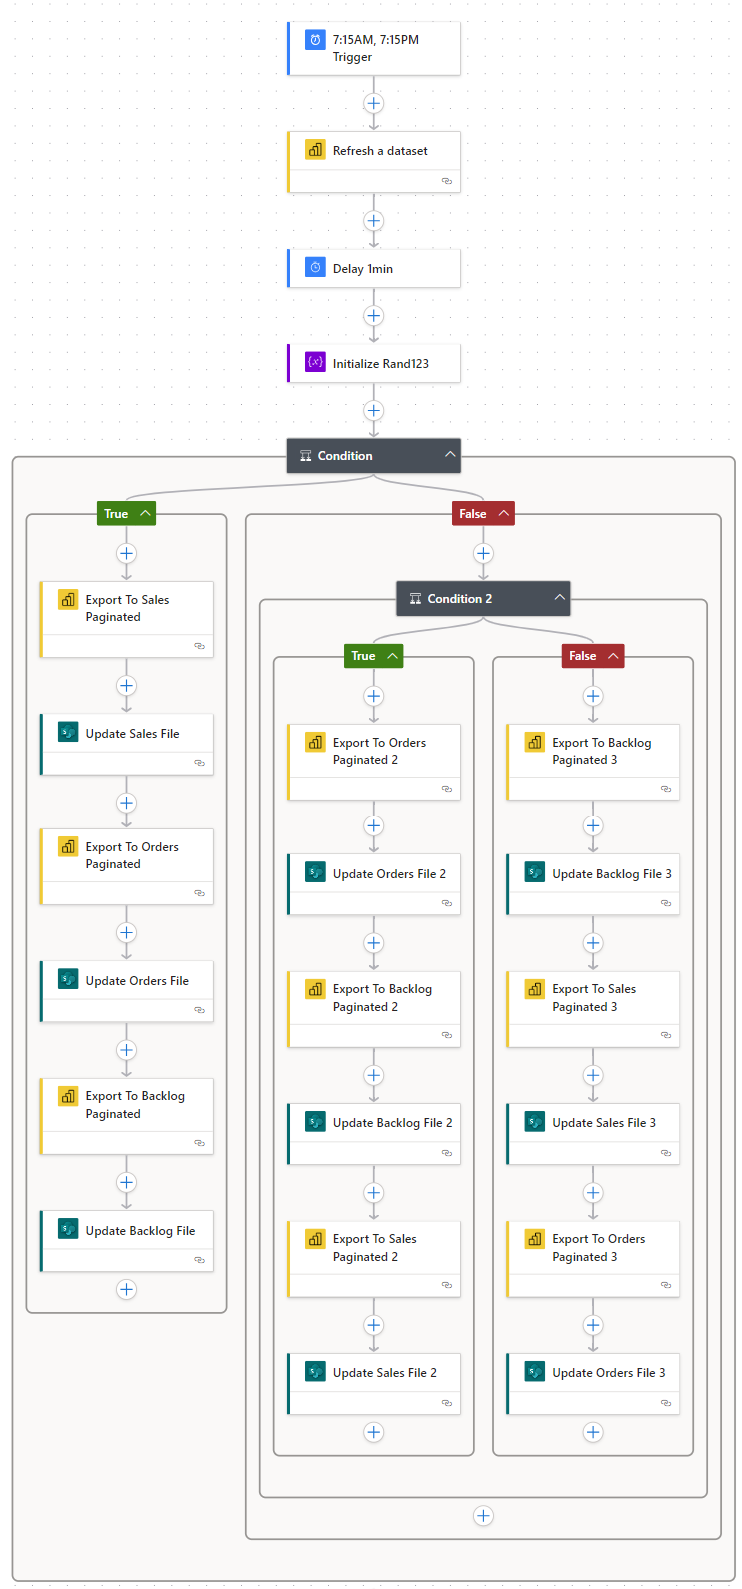 7:15AM, 7:15PM
Trigger
Refresh a dataset
Delay 1min
Initialize Rand123
Condition
True
Export To Sales
Paginated
Update Sales File
Export To Orders
Paginated
Update Orders File
Export To Backlog
Paginated
Update Backlog File
False
Condition 2
True
Export To Orders
Paginated 2
Update Orders File 2
Export To Backlog
Paginated 2
Update Backlog File 2
Export To Sales
Paginated 2
Update Sales File 2
False
Export To Backlog
Paginated 3
Update Backlog File 3
Export To Sales
Paginated 3
Update Sales File 3
Export To Orders
Paginated 3
Update Orders File 3